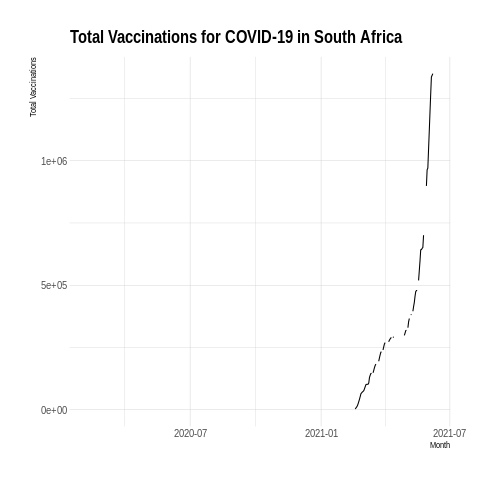 Total Vaccinations for COVID-19 in South Africa
Total Vaccinations
1e+06
5e+05
0e+00
2020-07
2021-01
2021-07
Month